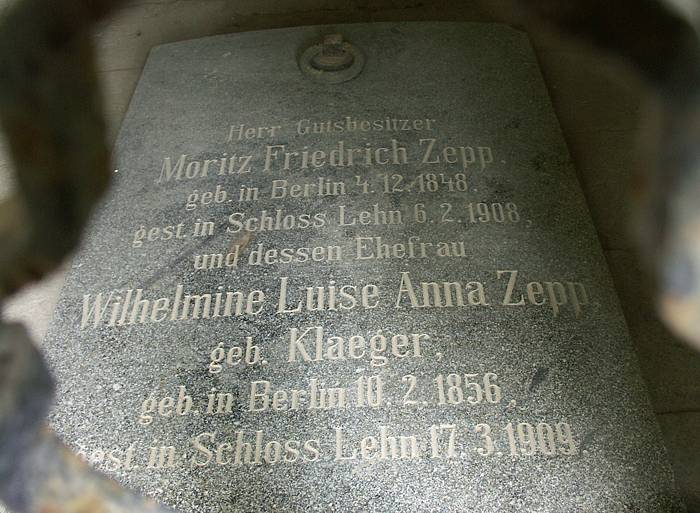 Herr Gutsbesitzer
Moritz Friedrich Zepp,
geb. in Berlin 4. 12. 1848,
gest. in Schloss Lehn 6. 2. 1908,
und dessen Ehefrau
Wilhelmine Luise Anna Zepp,
geb. Klaeger,
geb. in Berlin 10. 2. 1856,
gest. in Schloss Lehn 17. 3. 1909.